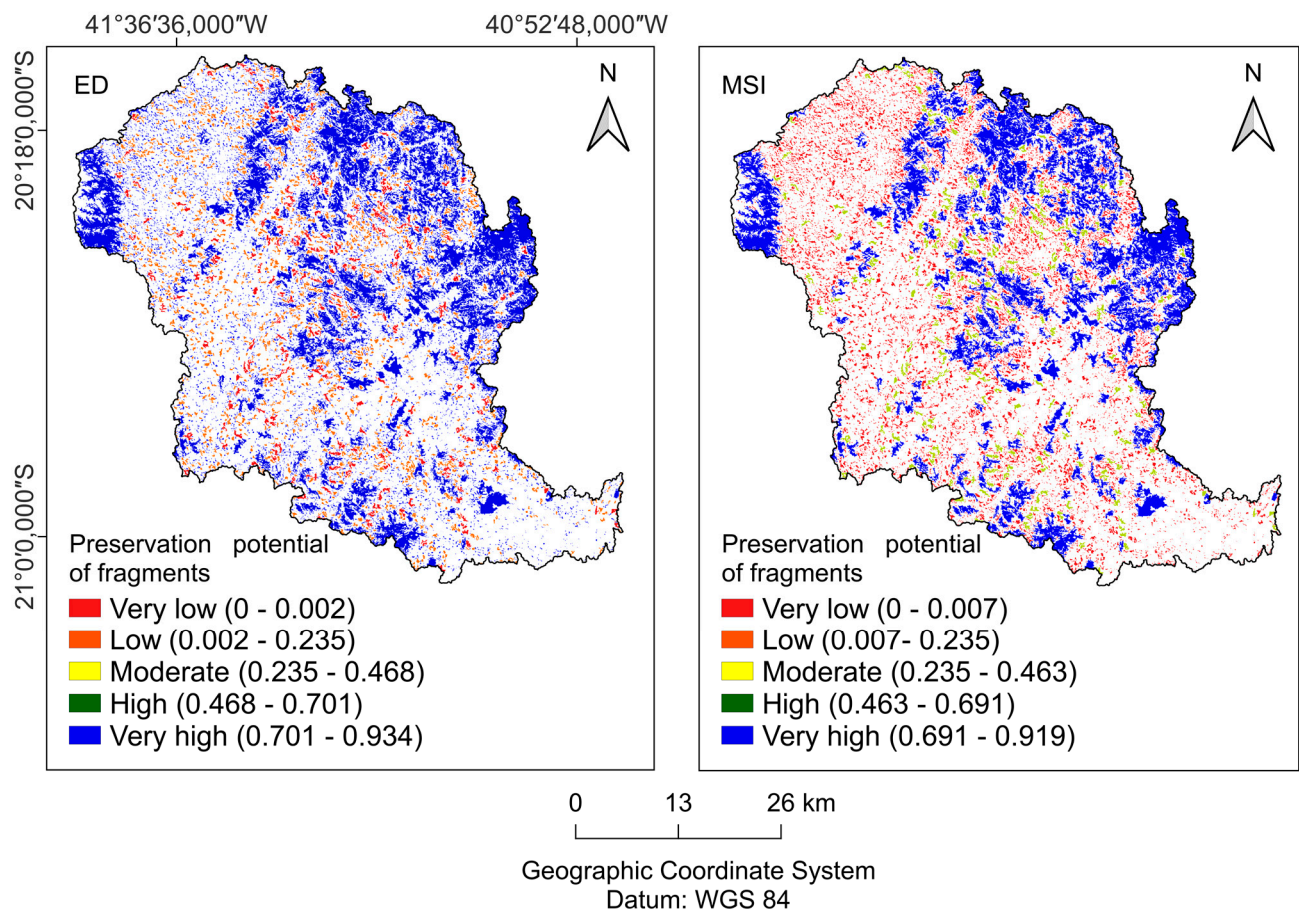 41°36′36,000″W
40°52′48,000″W
20°18′0,000″S
21°0′0,000″S
ED
N
Preservation potential
of fragments
Very low (0 - 0.002)
Low (0.002 - 0.235)
Moderate (0.235 - 0.468)
High (0.468 - 0.701)
Very high (0.701 - 0.934)
MSI
N
Preservation potential
of fragments
Very low (0 - 0.007)
Low (0.007- 0.235)
Moderate (0.235 - 0.463)
High (0.463 - 0.691)
Very high (0.691 - 0.919)
0 13 26 km
Geographic Coordinate System
Datum: WGS 84